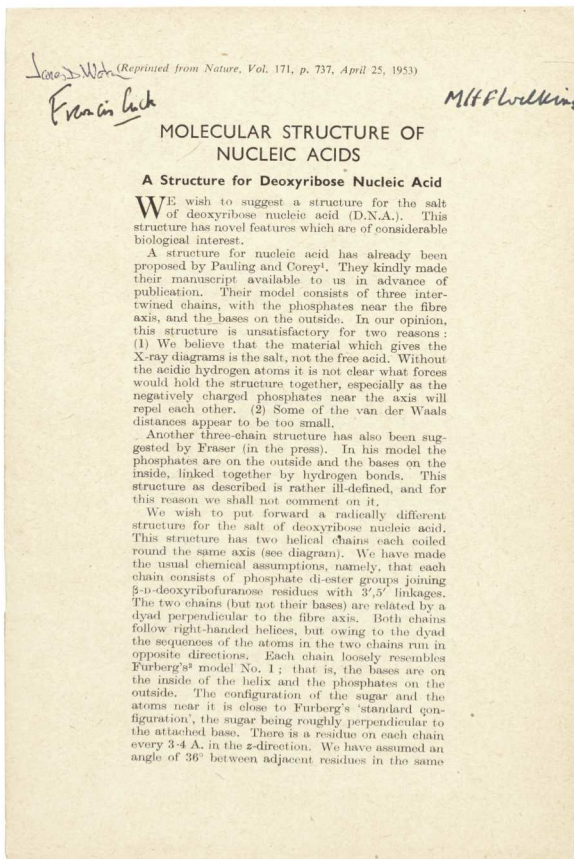 James D. Watson
(Reprinted from Nature, Vol. 171, p. 737, April 25, 1953)
Francis Crick
MHF Wilkins
MOLECULAR STRUCTURE OF
NUCLEIC ACIDS
A Structure for Deoxyribose Nucleic Acid
WE wish to suggest a structure for the salt
of deoxyribose nucleic acid (D.N.A.). This
structure has novel features which are of considerable
biological interest.
A structure for nucleic acid has already been
proposed by Pauling and Corey¹. They kindly made
their manuscript available to us in advance of
publication. Their model consists of three inter-
twined chains, with the phosphates near the fibre
axis, and the bases on the outside. In our opinion,
this structure is unsatisfactory for two reasons :
(1) We believe that the material which gives the
X-ray diagrams is the salt, not the free acid. Without
the acidic hydrogen atoms it is not clear what forces
would hold the structure together, especially as the
negatively charged phosphates near the axis will
repel each other. (2) Some of the van der Waals
distances appear to be too small.
Another three-chain structure has also been sug-
gested by Fraser (in the press). In his model the
phosphates are on the outside and the bases on the
inside, linked together by hydrogen bonds. This
structure as described is rather ill-defined, and for
this reason we shall not comment on it.
We wish to put forward a radically different
structure for the salt of deoxyribose nucleic acid.
This structure has two helical chains each coiled
round the same axis (see diagram). We have made
the usual chemical assumptions, namely, that each
chain consists of phosphate di-ester groups joining
β-D-deoxyribofuranose residues with 3′,5′ linkages.
The two chains (but not their bases) are related by a
dyad perpendicular to the fibre axis. Both chains
follow right-handed helices, but owing to the dyad
the sequences of the atoms in the two chains run in
opposite directions. Each chain loosely resembles
Furberg's² model No. 1 ; that is, the bases are on
the inside of the helix and the phosphates on the
outside. The configuration of the sugar and the
atoms near it is close to Furberg's 'standard con-
figuration', the sugar being roughly perpendicular to
the attached base. There is a residue on each chain
every 3·4 A. in the z-direction. We have assumed an
angle of 36° between adjacent residues in the same